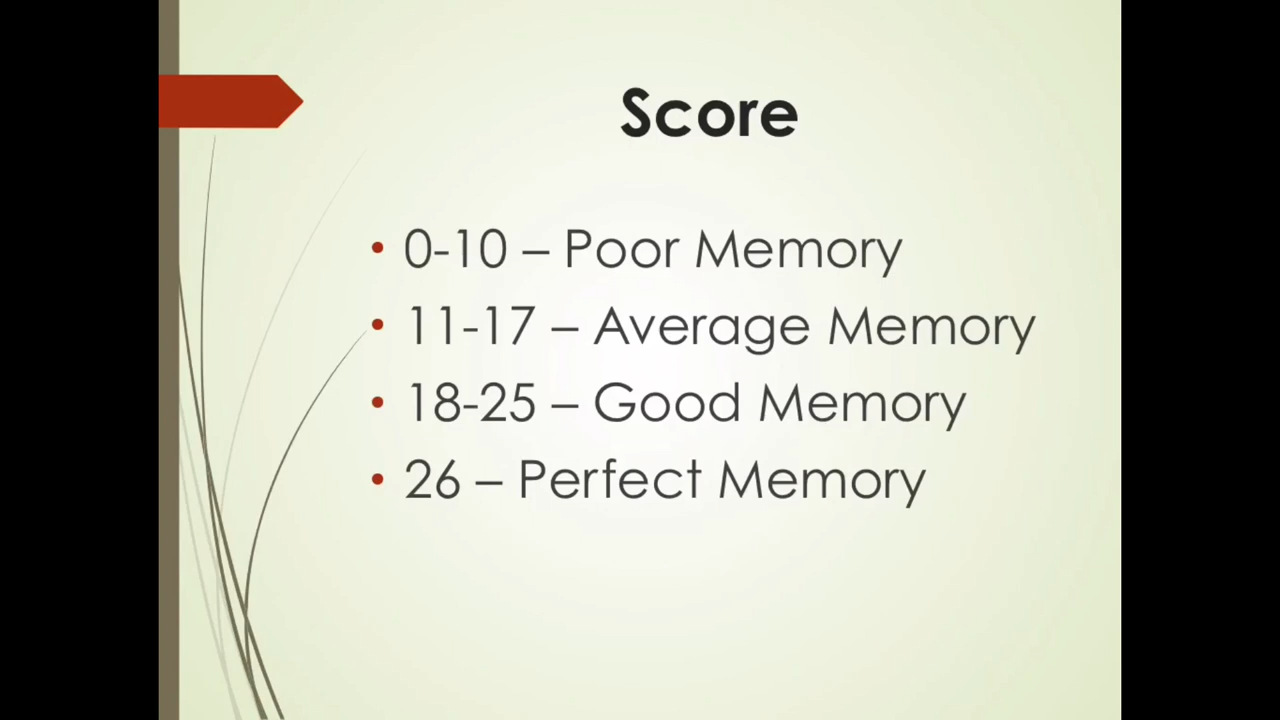 Score
• 0-10 – Poor Memory
• 11-17 – Average Memory
• 18-25 – Good Memory
• 26 – Perfect Memory